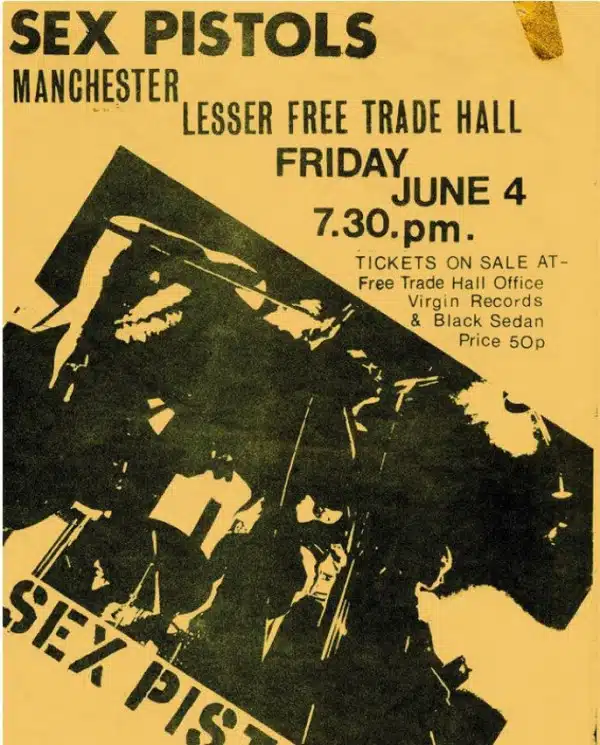 SEX PISTOLS
MANCHESTER
LESSER FREE TRADE HALL
FRIDAY
JUNE 4
7.30.pm.
TICKETS ON SALE AT-
Free Trade Hall Office
Virgin Records
& Black Sedan
Price 50p
SEX PIST